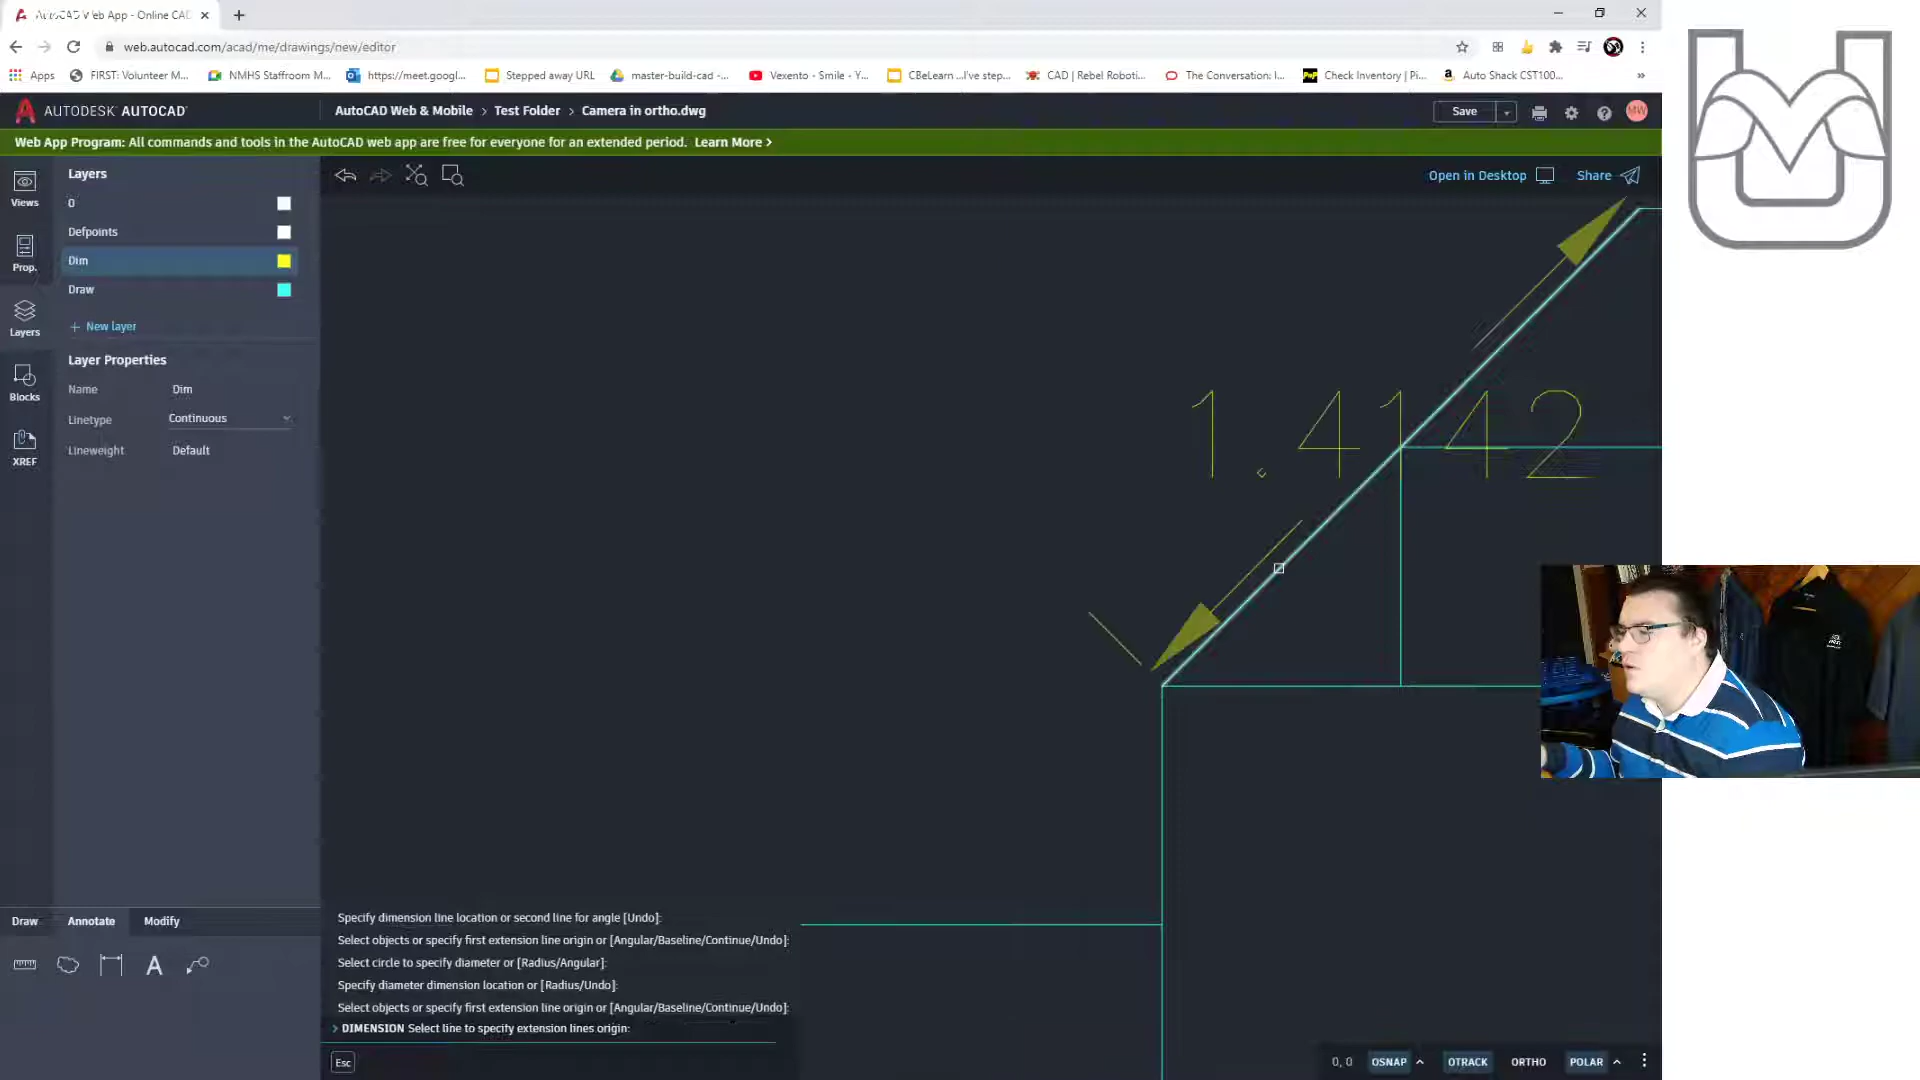 AutoCAD Web App - Online CAD
web.autocad.com/acad/me/drawings/new/editor
Apps
FIRST: Volunteer M...
NMHS Staffroom M...
https://meet.googl...
Stepped away URL
master-build-cad -...
Vexento - Smile - Y...
CBeLearn ...I've step...
CAD | Rebel Roboti...
The Conversation: I...
Check Inventory | Pi...
Auto Shack CST100...
»
AUTODESK AUTOCAD
AutoCAD Web & Mobile > Test Folder > Camera in ortho.dwg
Save
MW
Web App Program: All commands and tools in the AutoCAD web app are free for everyone for an extended period. Learn More >
Views
Prop.
Layers
Blocks
XREF
Layers
0
Defpoints
Dim
Draw
+ New layer
Layer Properties
Name Dim
Linetype Continuous
Lineweight Default
Open in Desktop
Share
1.4142
Draw
Annotate
Modify
A
Specify dimension line location or second line for angle [Undo]:
Select objects or specify first extension line origin or [Angular/Baseline/Continue/Undo]:
Select circle to specify diameter or [Radius/Angular]:
Specify diameter dimension location or [Radius/Undo]:
Select objects or specify first extension line origin or [Angular/Baseline/Continue/Undo]:
> DIMENSION Select line to specify extension lines origin:
Esc
0, 0
OSNAP
OTRACK
ORTHO
POLAR